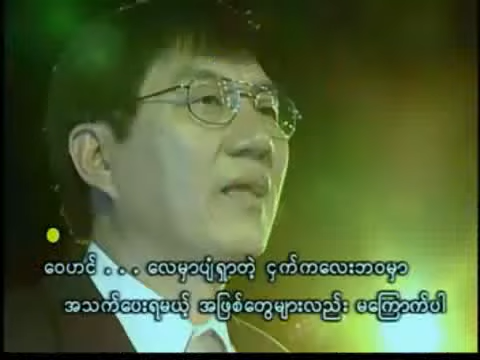 ဝေဟင် . . . လေမှာပျံရှာတဲ့ ငှက်ကလေးဘဝမှာ
အသက်ပေးရမယ့် အဖြစ်တွေများလည်း မကြောက်ပါ